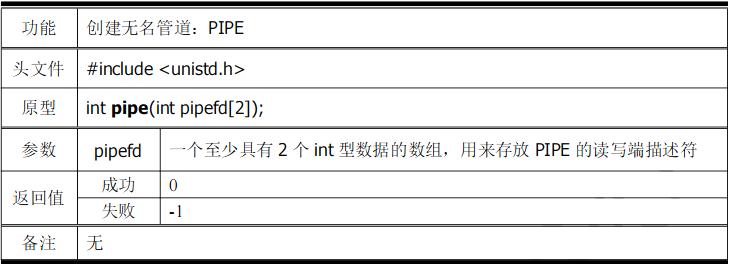 功能 创建无名管道：PIPE
头文件 #include <unistd.h>
原型 int pipe(int pipefd[2]);
参数 pipefd 一个至少具有 2 个 int 型数据的数组，用来存放 PIPE 的读写端描述符
返回值 成功 0
失败 -1
备注 无